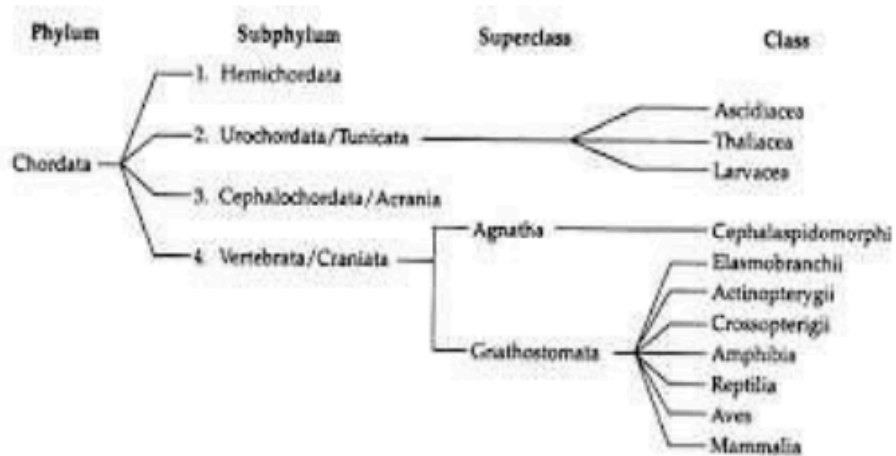 Phylum Subphylum Superclass Class
1. Hemichordata
Ascidiacea
2. Urochordata/Tunicata
Thaliacea
Chordata
Larvacea
3. Cephalochordata/Acrania
Agnatha
Cephalaspidomorphi
4. Vertebrata/Craniata
Elasmobranchii
Actinopterygii
Crossopterigii
Gnathostomata
Amphibia
Reptilia
Aves
Mammalia